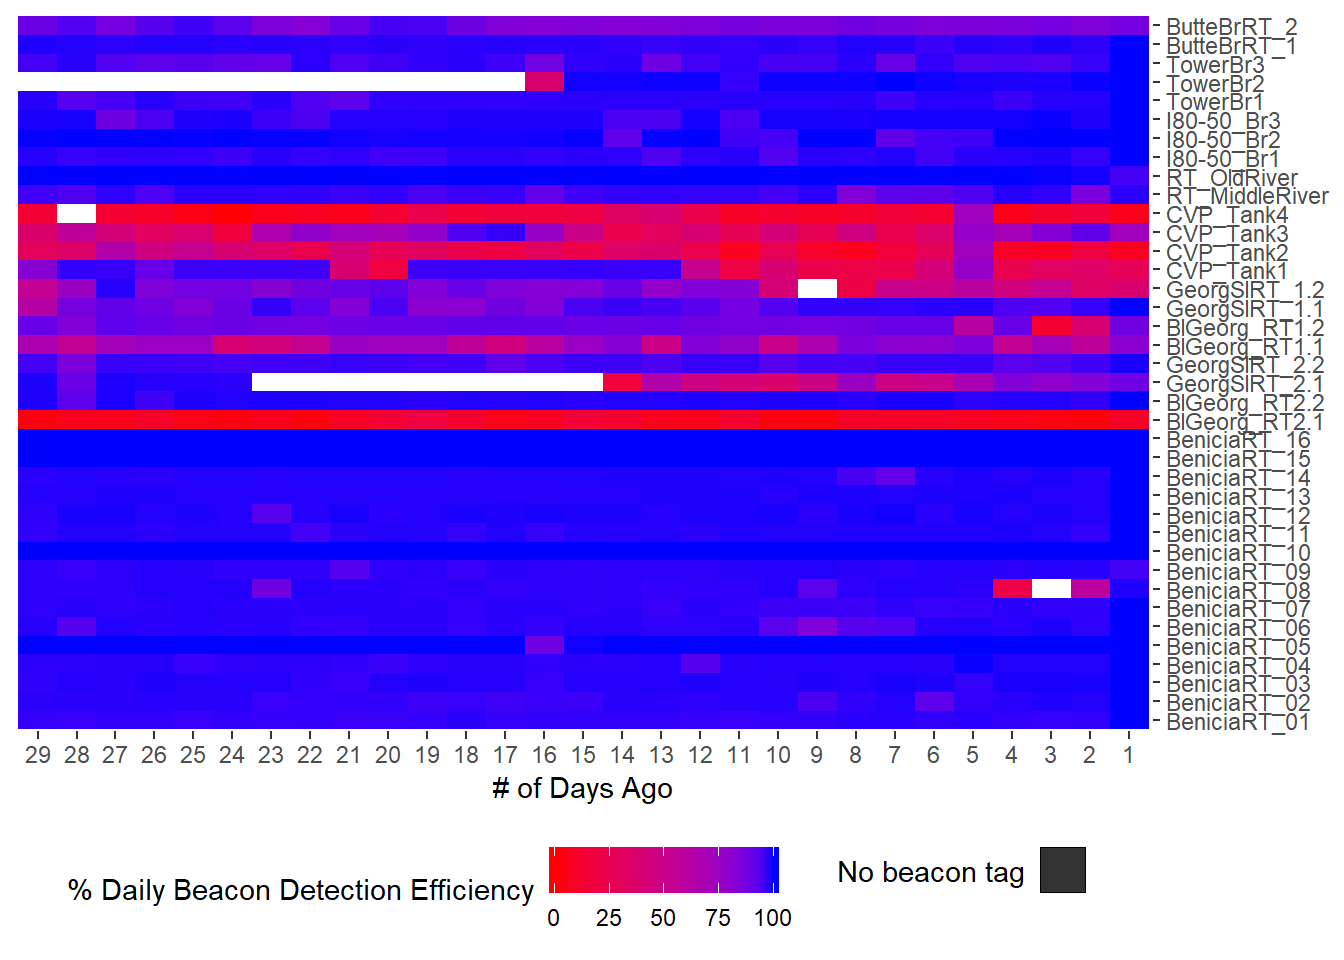 ButteBrRT_2
ButteBrRT_1
TowerBr3
TowerBr2
TowerBr1
I80-50_Br3
I80-50_Br2
I80-50_Br1
RT_OldRiver
RT_MiddleRiver
CVP_Tank4
CVP_Tank3
CVP_Tank2
CVP_Tank1
GeorgSlRT_1.2
GeorgSlRT_1.1
BlGeorg_RT1.2
BlGeorg_RT1.1
GeorgSlRT_2.2
GeorgSlRT_2.1
BlGeorg_RT2.2
BlGeorg_RT2.1
BeniciaRT_16
BeniciaRT_15
BeniciaRT_14
BeniciaRT_13
BeniciaRT_12
BeniciaRT_11
BeniciaRT_10
BeniciaRT_09
BeniciaRT_08
BeniciaRT_07
BeniciaRT_06
BeniciaRT_05
BeniciaRT_04
BeniciaRT_03
BeniciaRT_02
BeniciaRT_01
29 28 27 26 25 24 23 22 21 20 19 18 17 16 15 14 13 12 11 10 9 8 7 6 5 4 3 2 1
# of Days Ago
% Daily Beacon Detection Efficiency
0 25 50 75 100
No beacon tag